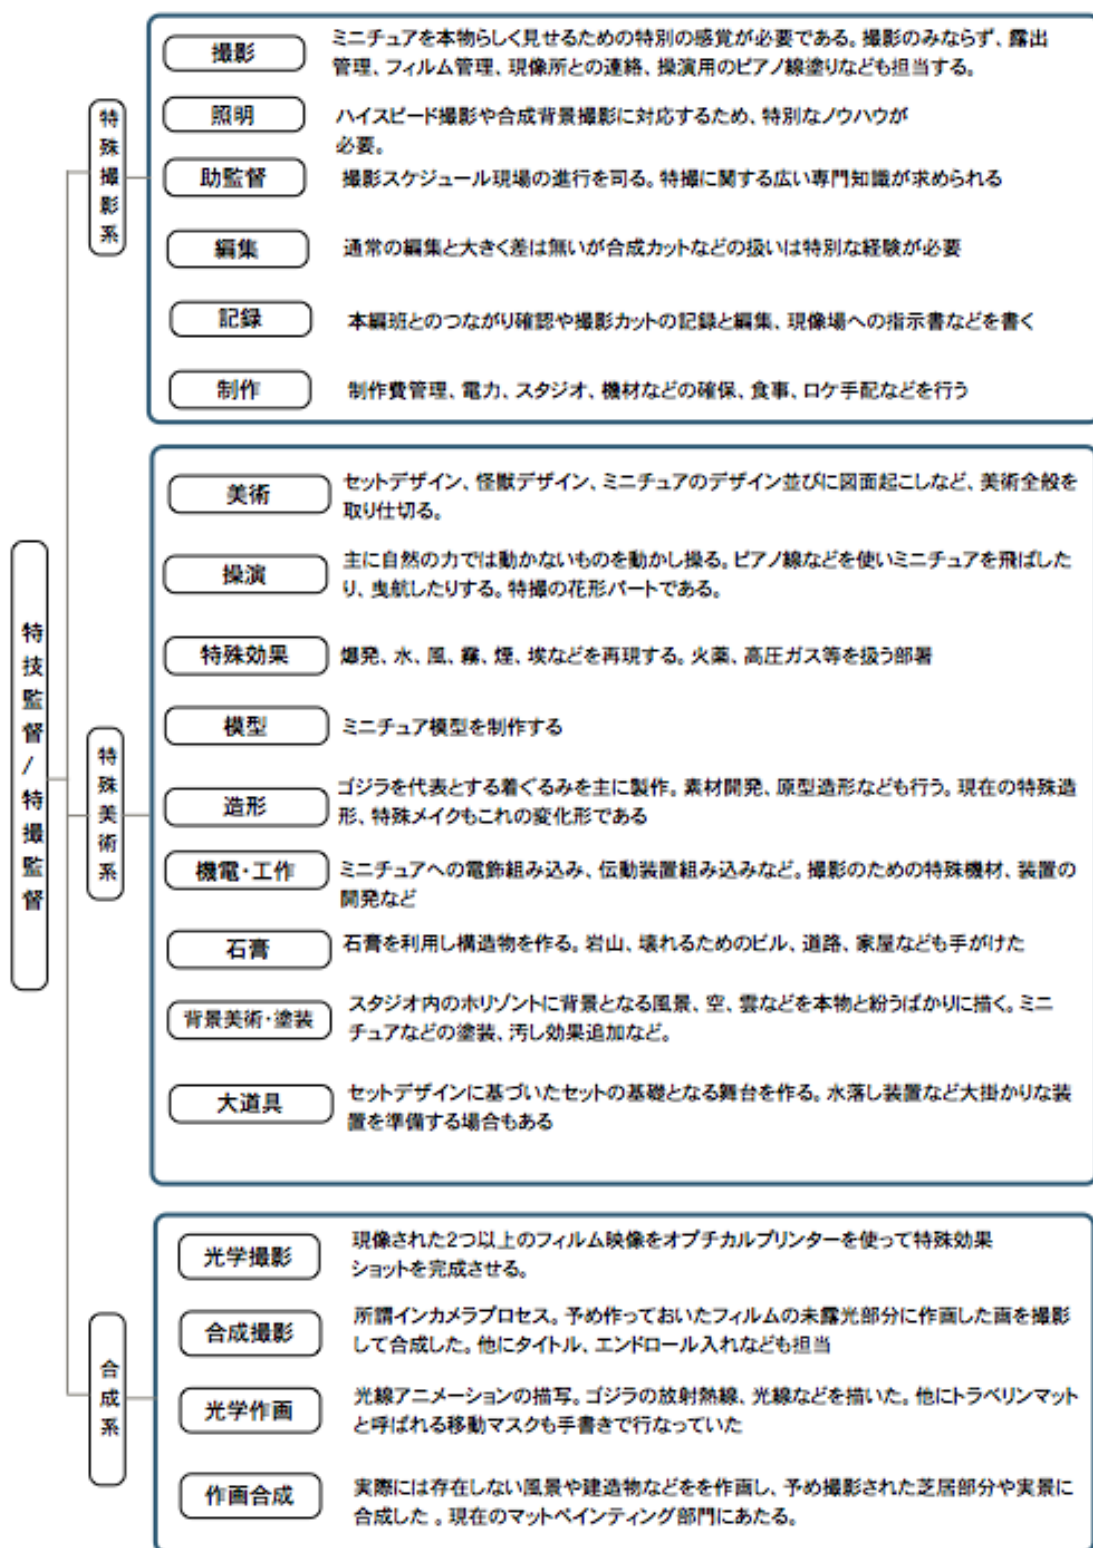 特技監督/特撮監督
特殊撮影系
撮影
ミニチュアを本物らしく見せるための特別の感覚が必要である。撮影のみならず、露出
管理、フィルム管理、現像所との連絡、操演用のピアノ線塗りなども担当する。
照明
ハイスピード撮影や合成背景撮影に対応するため、特別なノウハウが
必要。
助監督
撮影スケジュール現場の進行を司る。特撮に関する広い専門知識が求められる
編集
通常の編集と大きく差は無いが合成カットなどの扱いは特別な経験が必要
記録
本編班とのつながり確認や撮影カットの記録と編集、現像場への指示書などを書く
制作
制作費管理、電力、スタジオ、機材などの確保、食事、ロケ手配などを行う
特殊美術系
美術
セットデザイン、怪獣デザイン、ミニチュアのデザイン並びに図面起こしなど、美術全般を
取り仕切る。
操演
主に自然の力では動かないものを動かし操る。ピアノ線などを使いミニチュアを飛ばした
り、曳航したりする。特撮の花形パートである。
特殊効果
爆発、水、風、霧、煙、埃などを再現する。火薬、高圧ガス等を扱う部署
模型
ミニチュア模型を制作する
造形
ゴジラを代表とする着ぐるみを主に製作。素材開発、原型造形なども行う。現在の特殊造
形、特殊メイクもこれの変化形である
機電・工作
ミニチュアへの電飾組み込み、伝動装置組み込みなど。撮影のための特殊機材、装置の
開発など
石膏
石膏を利用し構造物を作る。岩山、壊れるためのビル、道路、家屋なども手がけた
背景美術・塗装
スタジオ内のホリゾントに背景となる風景、空、雲などを本物と紛うばかりに描く。ミニ
チュアなどの塗装、汚し効果追加など。
大道具
セットデザインに基づいたセットの基礎となる舞台を作る。水落し装置など大掛かりな装
置を準備する場合もある
合成系
光学撮影
現像された2つ以上のフィルム映像をオプチカルプリンターを使って特殊効果
ショットを完成させる。
合成撮影
所謂インカメラプロセス。予め作っておいたフィルムの未露光部分に作画した画を撮影
して合成した。他にタイトル、エンドロール入れなども担当
光学作画
光線アニメーションの描写。ゴジラの放射熱線、光線などを描いた。他にトラベリンマット
と呼ばれる移動マスクも手書きで行なっていた
作画合成
実際には存在しない風景や建造物などをを作画し、予め撮影された芝居部分や実景に
合成した 。現在のマットペインティング部門にあたる。